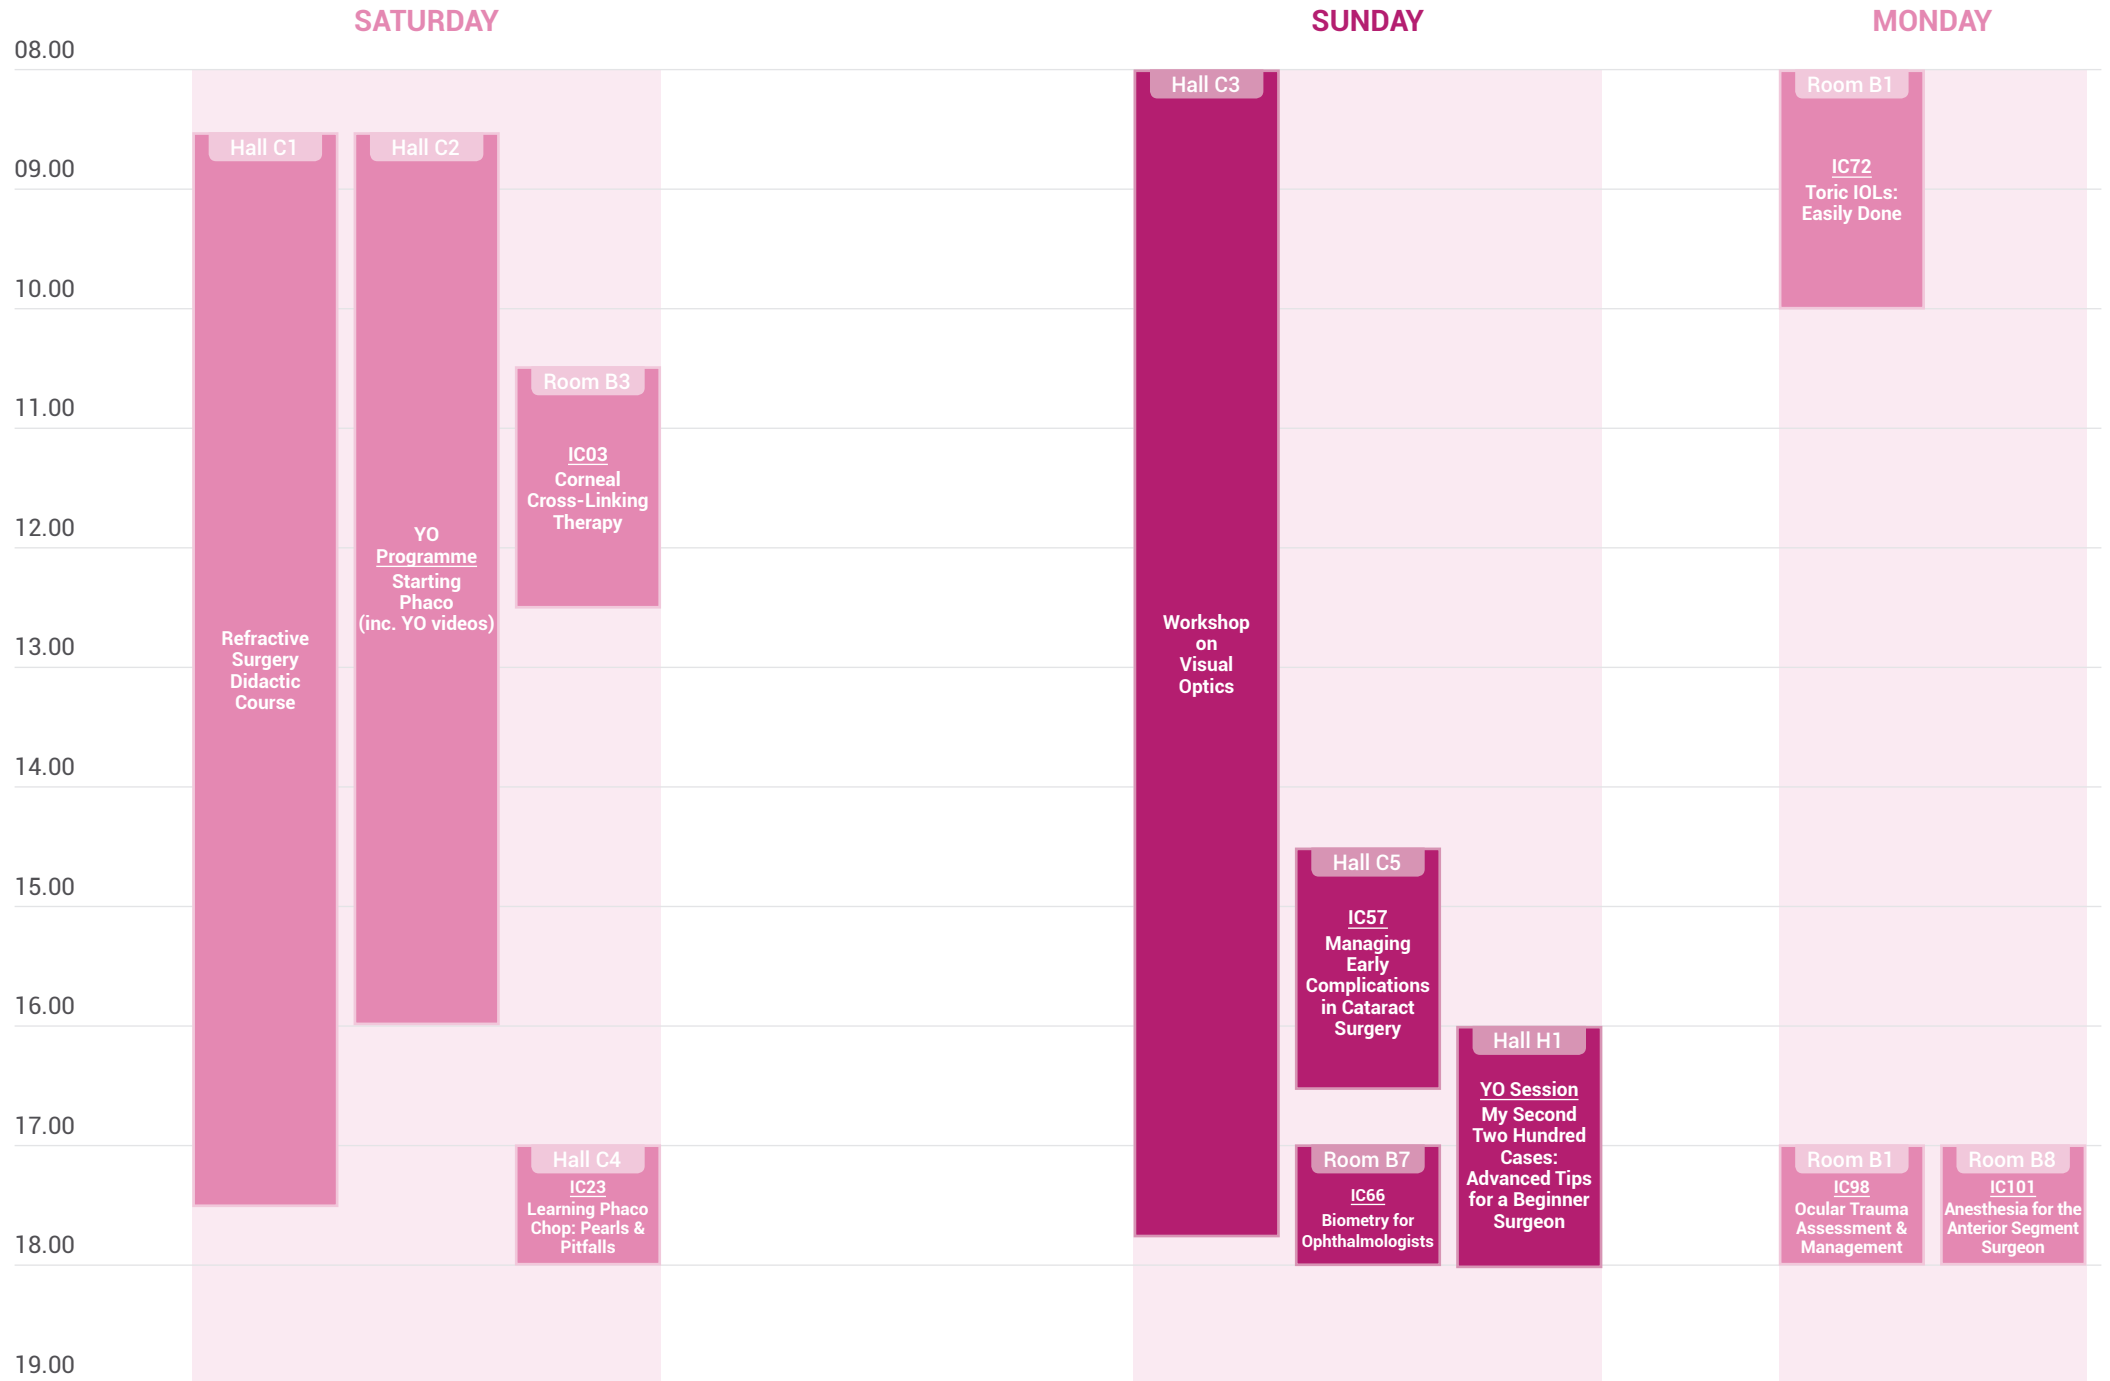 SATURDAY
SUNDAY
MONDAY
08.00
09.00
10.00
11.00
12.00
13.00
14.00
15.00
16.00
17.00
18.00
19.00
Hall C1
Refractive
Surgery
Didactic
Course
Hall C2
YO
Programme
Starting
Phaco
(inc. YO videos)
Room B3
IC03
Corneal
Cross-Linking
Therapy
Hall C4
IC23
Learning Phaco
Chop: Pearls &
Pitfalls
Hall C3
Workshop
on
Visual
Optics
Hall C5
IC57
Managing
Early
Complications
in Cataract
Surgery
Room B7
IC66
Biometry for
Ophthalmologists
Hall H1
YO Session
My Second
Two Hundred
Cases:
Advanced Tips
for a Beginner
Surgeon
Room B1
IC72
Toric IOLs:
Easily Done
Room B1
IC98
Ocular Trauma
Assessment &
Management
Room B8
IC101
Anesthesia for the
Anterior Segment
Surgeon